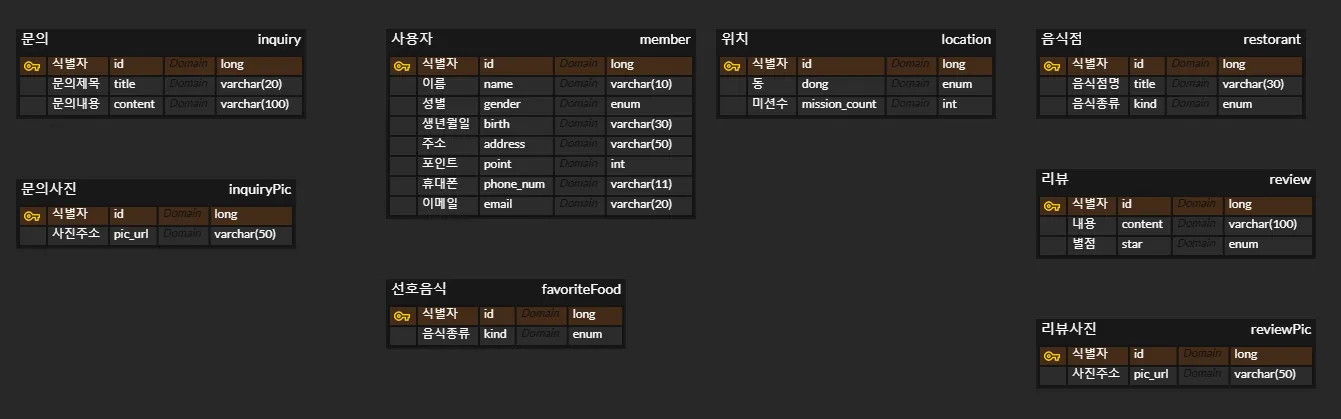 문의 inquiry
식별자 id Domain long
문의제목 title Domain varchar(20)
문의내용 content Domain varchar(100)
문의사진 inquiryPic
식별자 id Domain long
사진주소 pic_url Domain varchar(50)
사용자 member
식별자 id Domain long
이름 name Domain varchar(10)
성별 gender Domain enum
생년월일 birth Domain varchar(30)
주소 address Domain varchar(50)
포인트 point Domain int
휴대폰 phone_num Domain varchar(11)
이메일 email Domain varchar(20)
선호음식 favoriteFood
식별자 id Domain long
음식종류 kind Domain enum
위치 location
식별자 id Domain long
동 dong Domain enum
미션수 mission_count Domain int
음식점 restorant
식별자 id Domain long
음식점명 title Domain varchar(30)
음식종류 kind Domain enum
리뷰 review
식별자 id Domain long
내용 content Domain varchar(100)
별점 star Domain enum
리뷰사진 reviewPic
식별자 id Domain long
사진주소 pic_url Domain varchar(50)